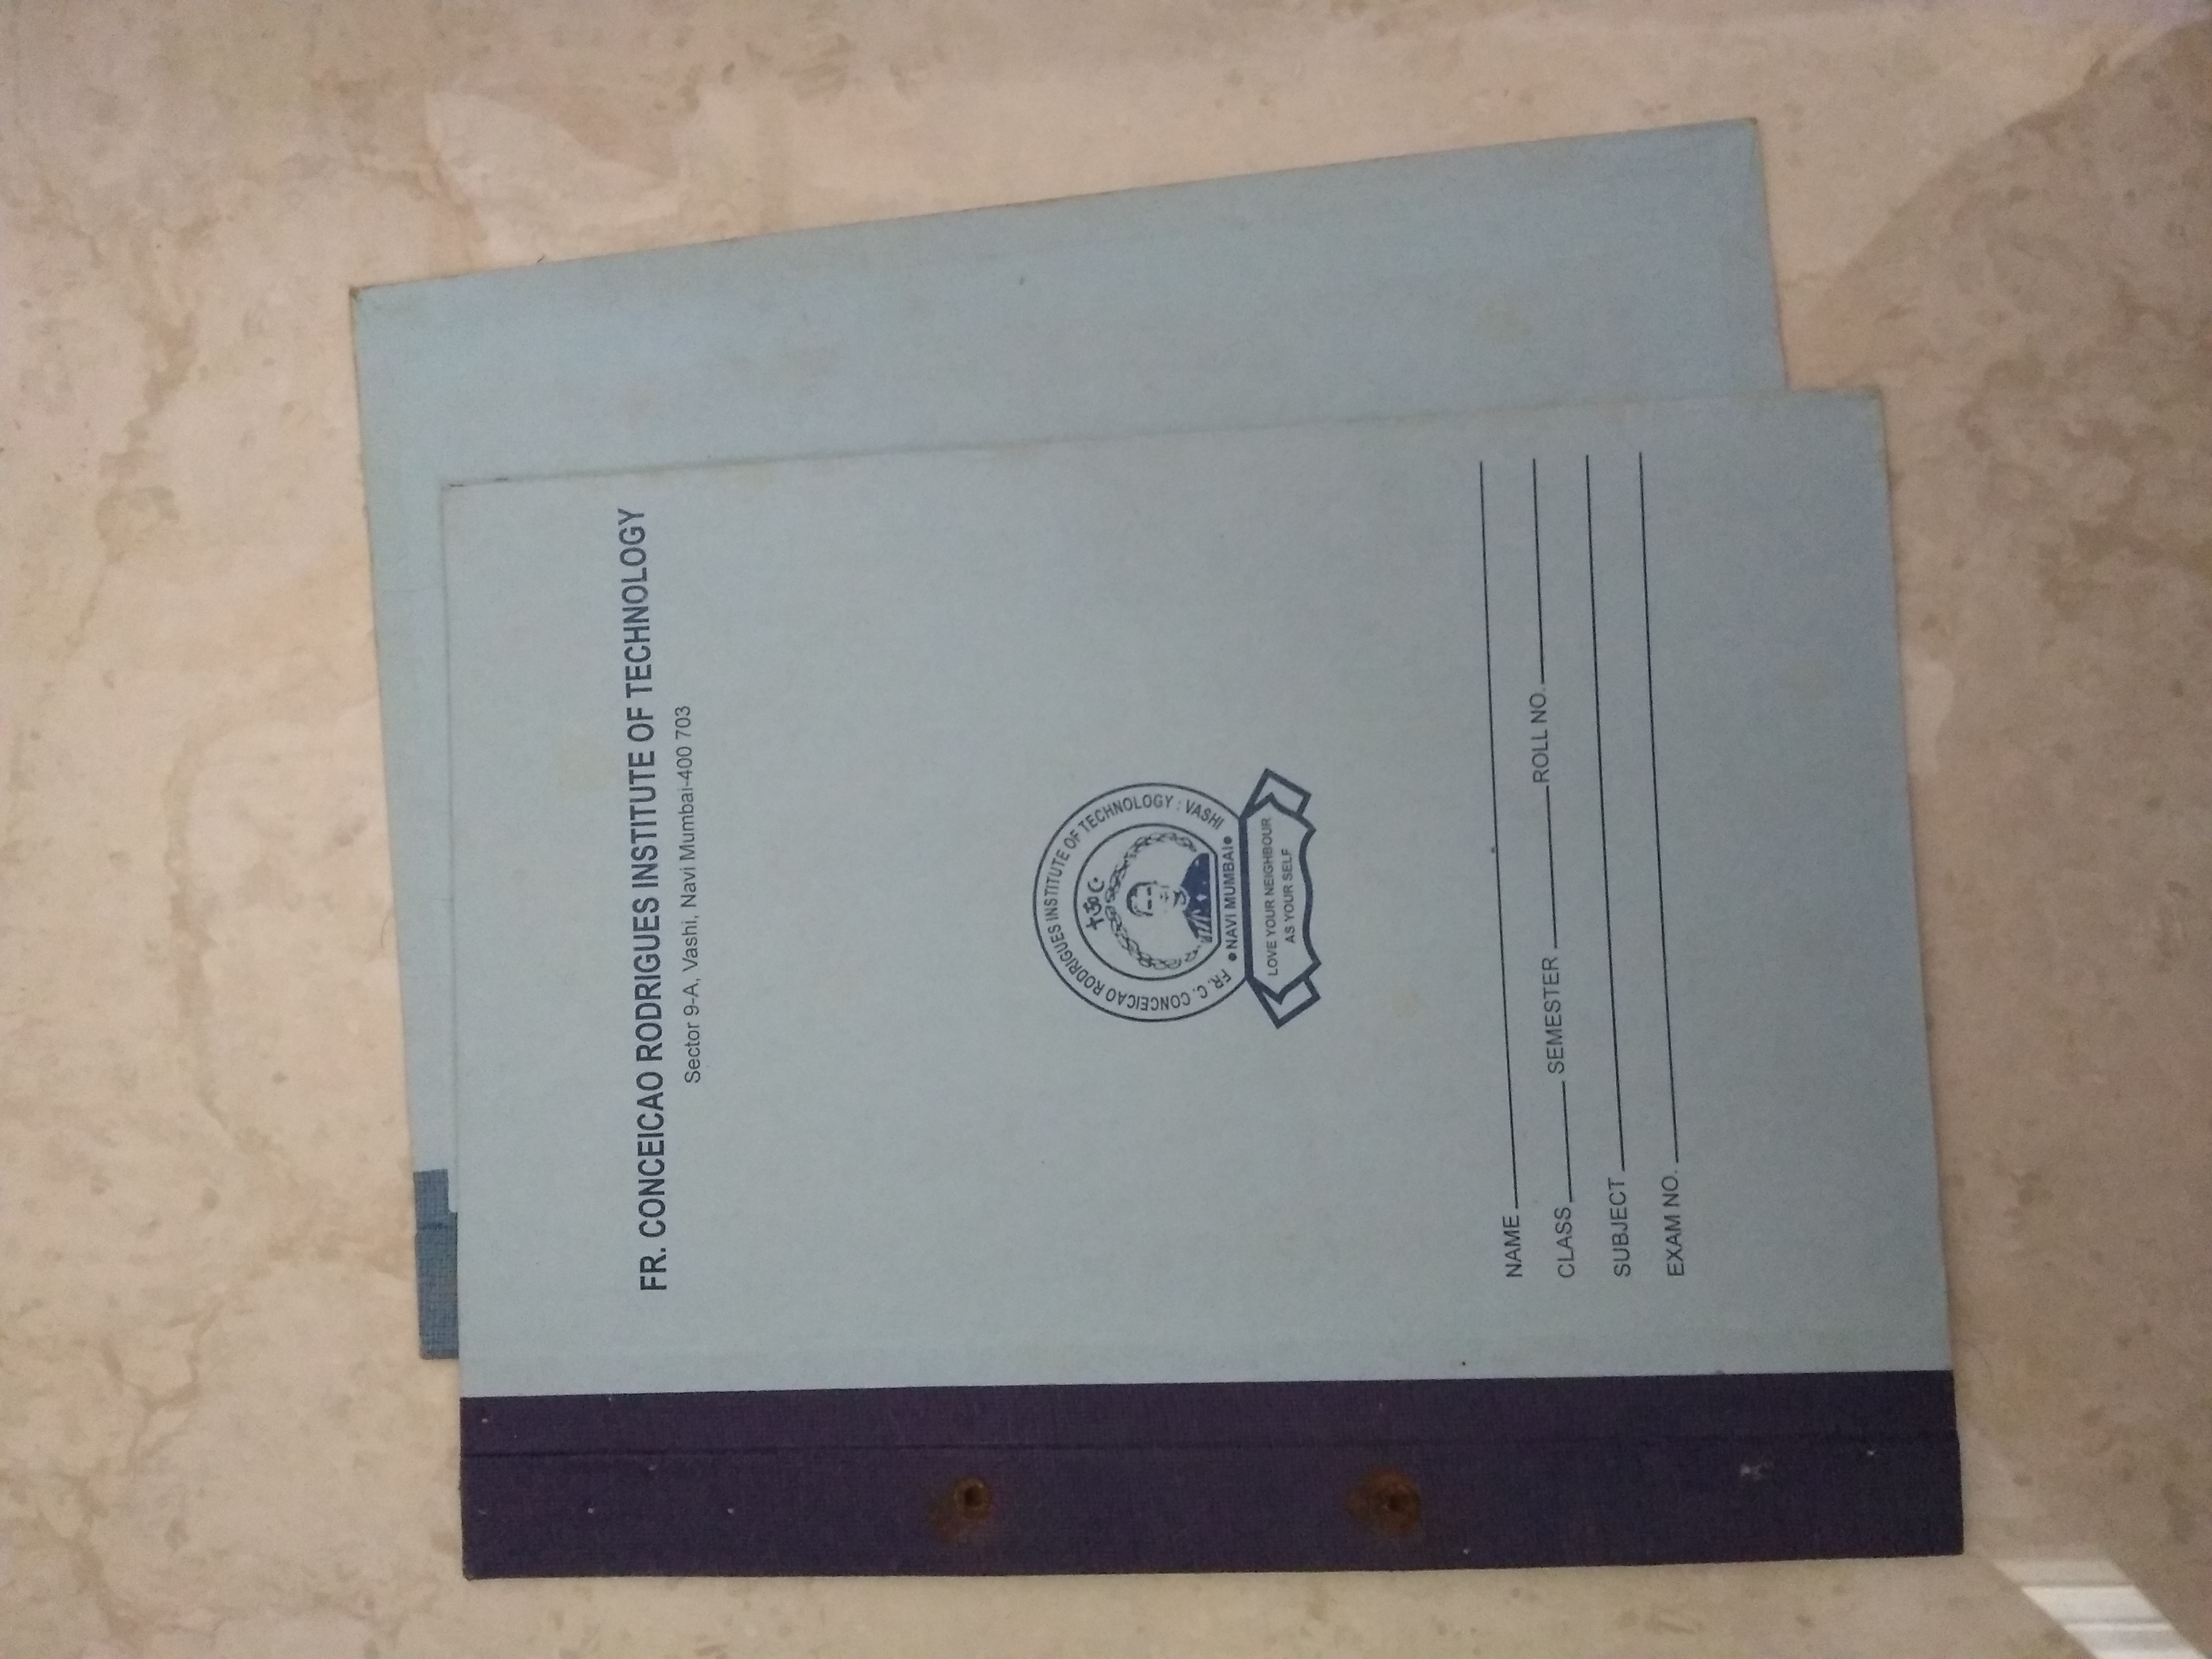 FR. CONCEICAO RODRIGUES INSTITUTE OF TECHNOLOGY
Sector 9-A, Vashi, Navi Mumbai-400 703
FR. C. CONCEICAO RODRIGUES INSTITUTE OF TECHNOLOGY : VASHI
ॐ
•NAVI MUMBAI•
LOVE YOUR NEIGHBOUR
AS YOUR SELF
NAME
CLASS SEMESTER ROLL NO.
SUBJECT
EXAM NO.